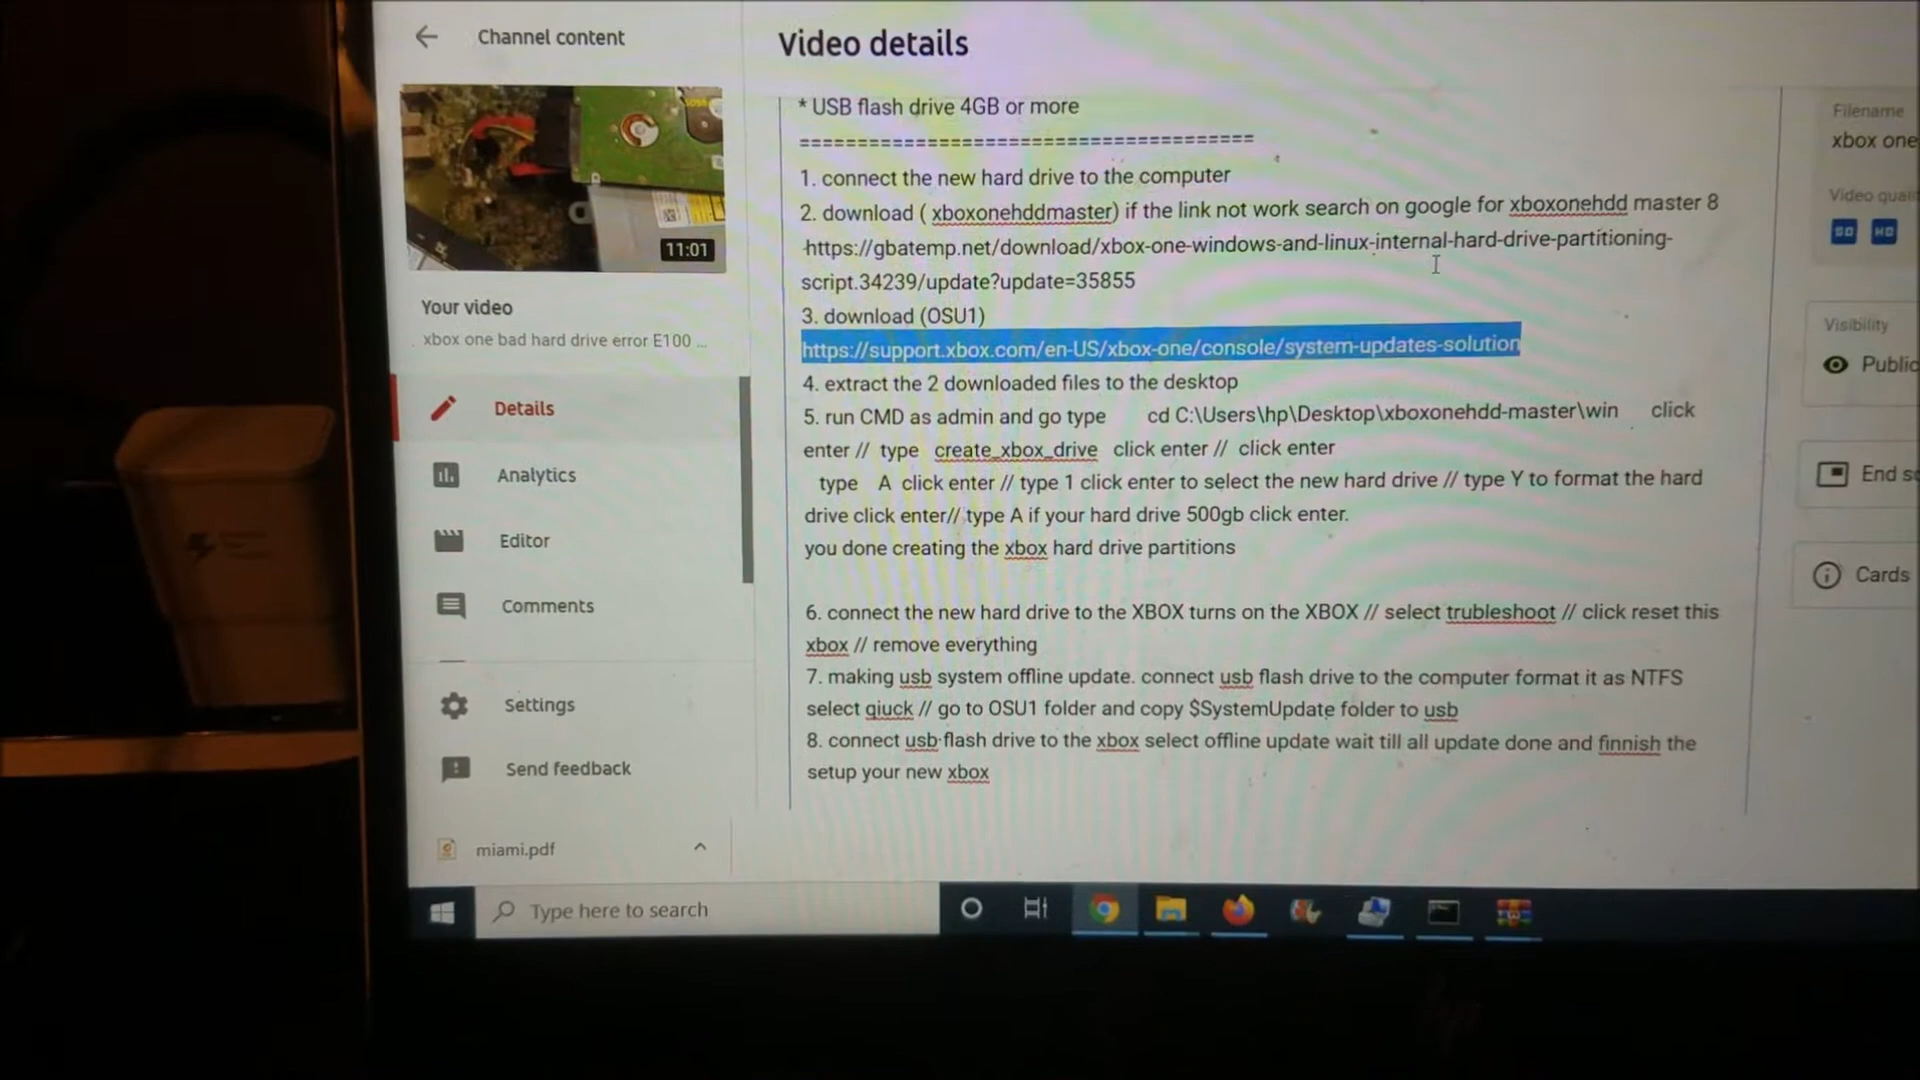 Channel content
Video details
* USB flash drive 4GB or more
=======================================
1. connect the new hard drive to the computer
2. download ( xboxonehddmaster) if the link not work search on google for xboxonehdd master 8
-https://gbatemp.net/download/xbox-one-windows-and-linux-internal-hard-drive-partitioning-
script.34239/update?update=35855
3. download (OSU1)
https://support.xbox.com/en-US/xbox-one/console/system-updates-solution
4. extract the 2 downloaded files to the desktop
5. run CMD as admin and go type cd C:\Users\hp\Desktop\xboxonehdd-master\win click
enter // type create_xbox_drive click enter // click enter
type A click enter // type 1 click enter to select the new hard drive // type Y to format the hard
drive click enter// type A if your hard drive 500gb click enter.
you done creating the xbox hard drive partitions
6. connect the new hard drive to the XBOX turns on the XBOX // select trubleshoot // click reset this
xbox // remove everything
7. making usb system offline update. connect usb flash drive to the computer format it as NTFS
select qiuck // go to OSU1 folder and copy $SystemUpdate folder to usb
8. connect usb flash drive to the xbox select offline update wait till all update done and finnish the
setup your new xbox
11:01
Your video
xbox one bad hard drive error E100 ...
Details
Analytics
Editor
Comments
Settings
Send feedback
miami.pdf
Filename
xbox one
Video
SD HD
Visibility
Public
End
Cards
Type here to search